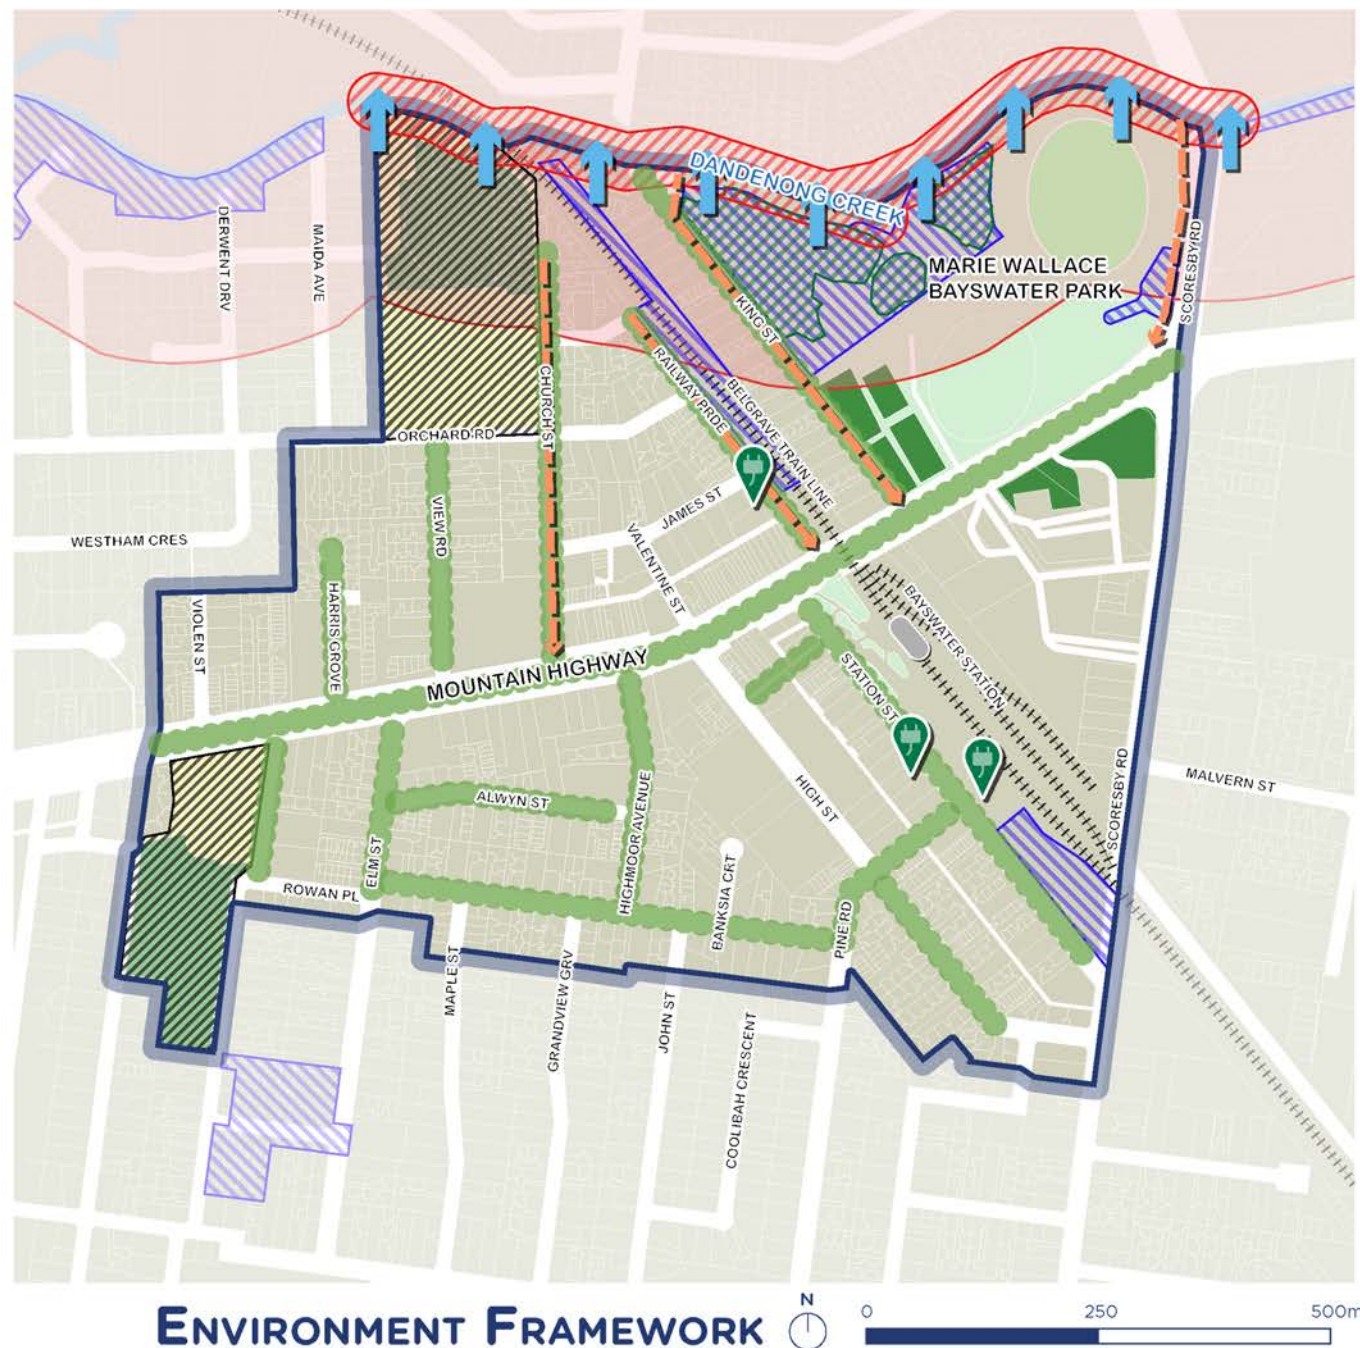 DANDENONG CREEK
MARIE WALLACE
BAYSWATER PARK
DERWENT DRV
MAIDA AVE
SCORESBY RD
KING ST
RAILWAY PRDE
BELGRAVE TRAIN LINE
CHURCH ST
ORCHARD RD
VIEW RD
JAMES ST
VALENTINE ST
WESTHAM CRES
HARRIS GROVE
VIOLEN ST
BAYSWATER STATION
STATION ST
MOUNTAIN HIGHWAY
MALVERN ST
SCORESBY RD
HIGH ST
ALWYN ST
HIGHMOOR AVENUE
ELM ST
ROWAN PL
BANKSIA CRT
PINE RD
MAPLE ST
GRANDVIEW GRV
JOHN ST
COOLIBAH CRESCENT
ENVIRONMENT FRAMEWORK
N
0 250 500m